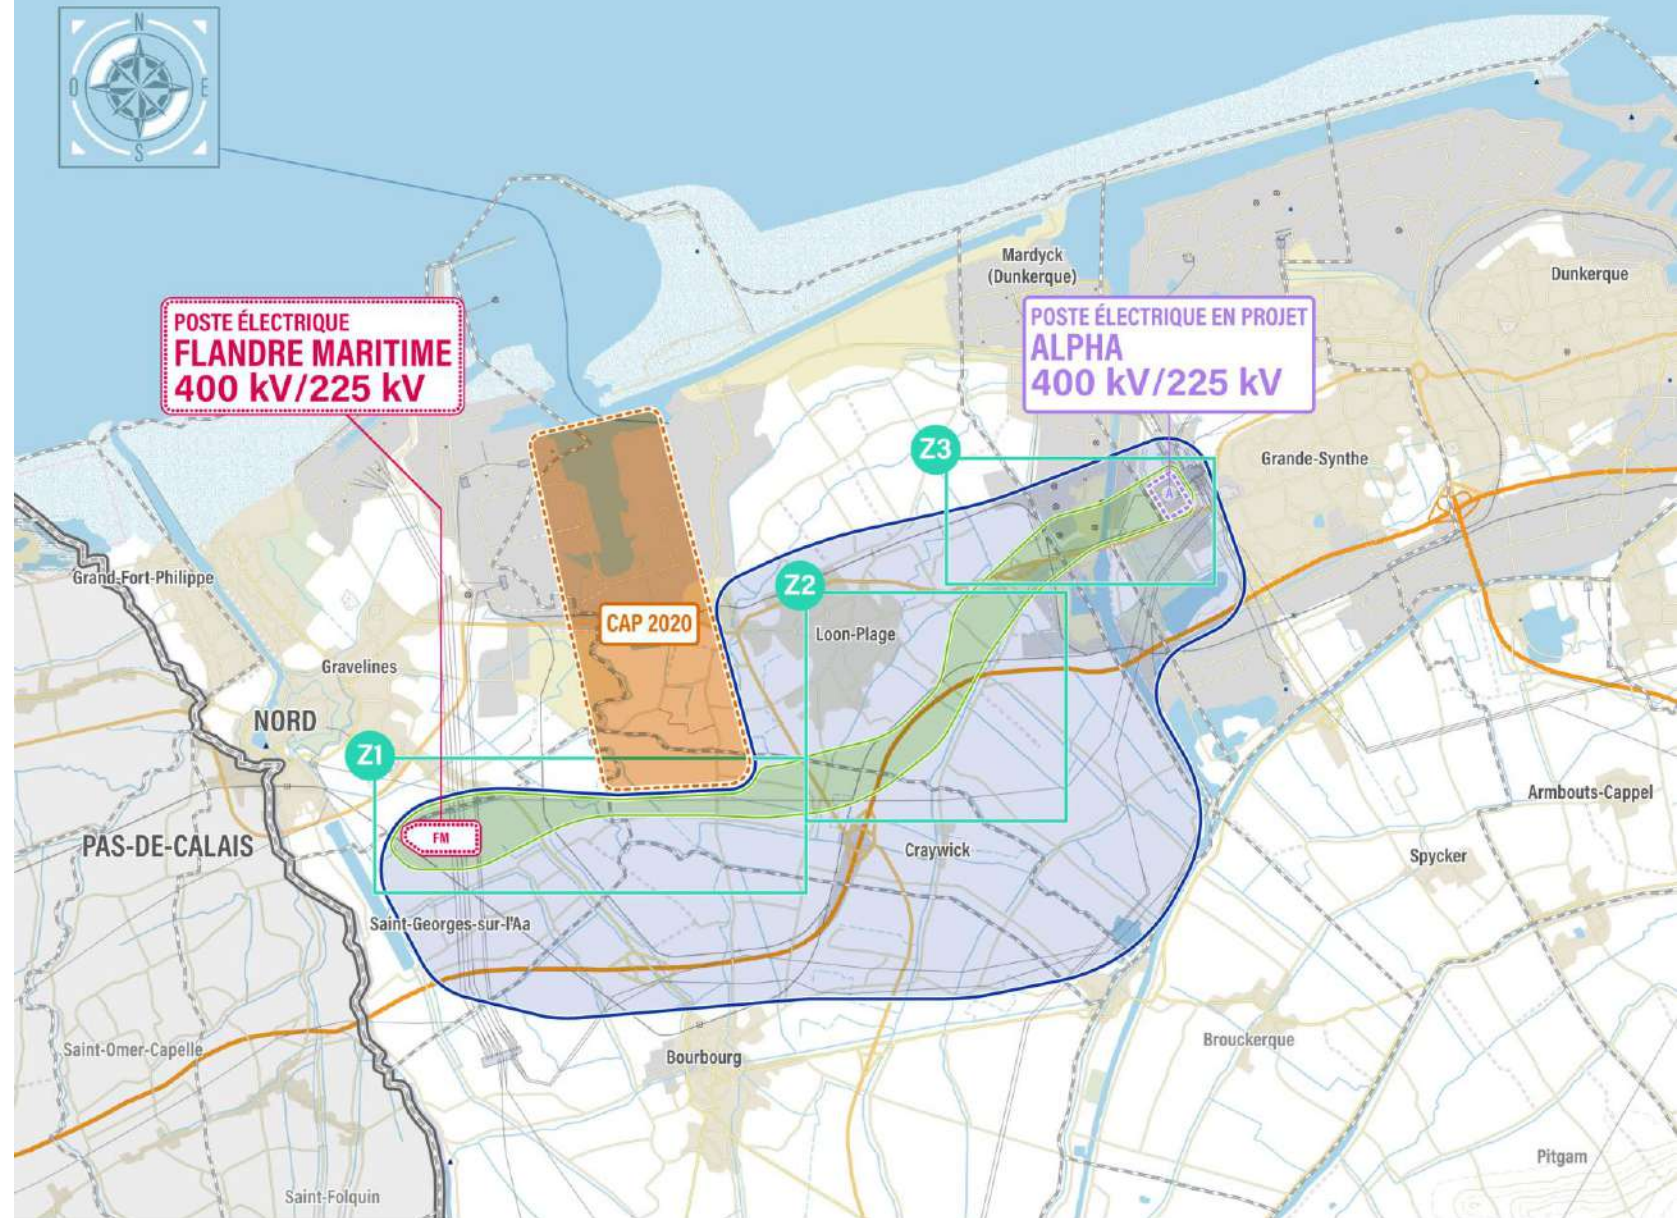 N
O
E
S
Mardyck
(Dunkerque)
Dunkerque
POSTE ÉLECTRIQUE
FLANDRE MARITIME
400 kV/225 kV
POSTE ÉLECTRIQUE EN PROJET
ALPHA
400 kV/225 kV
Z3
Grande-Synthe
A
Grand-Fort-Philippe
Z2
CAP 2020
Loon-Plage
Gravelines
NORD
Z1
Armbouts-Cappel
PAS-DE-CALAIS
FM
Craywick
Spycker
Saint-Georges-sur-l'Aa
Saint-Omer-Capelle
Bourbourg
Brouckerque
Pitgam
Saint-Folquin